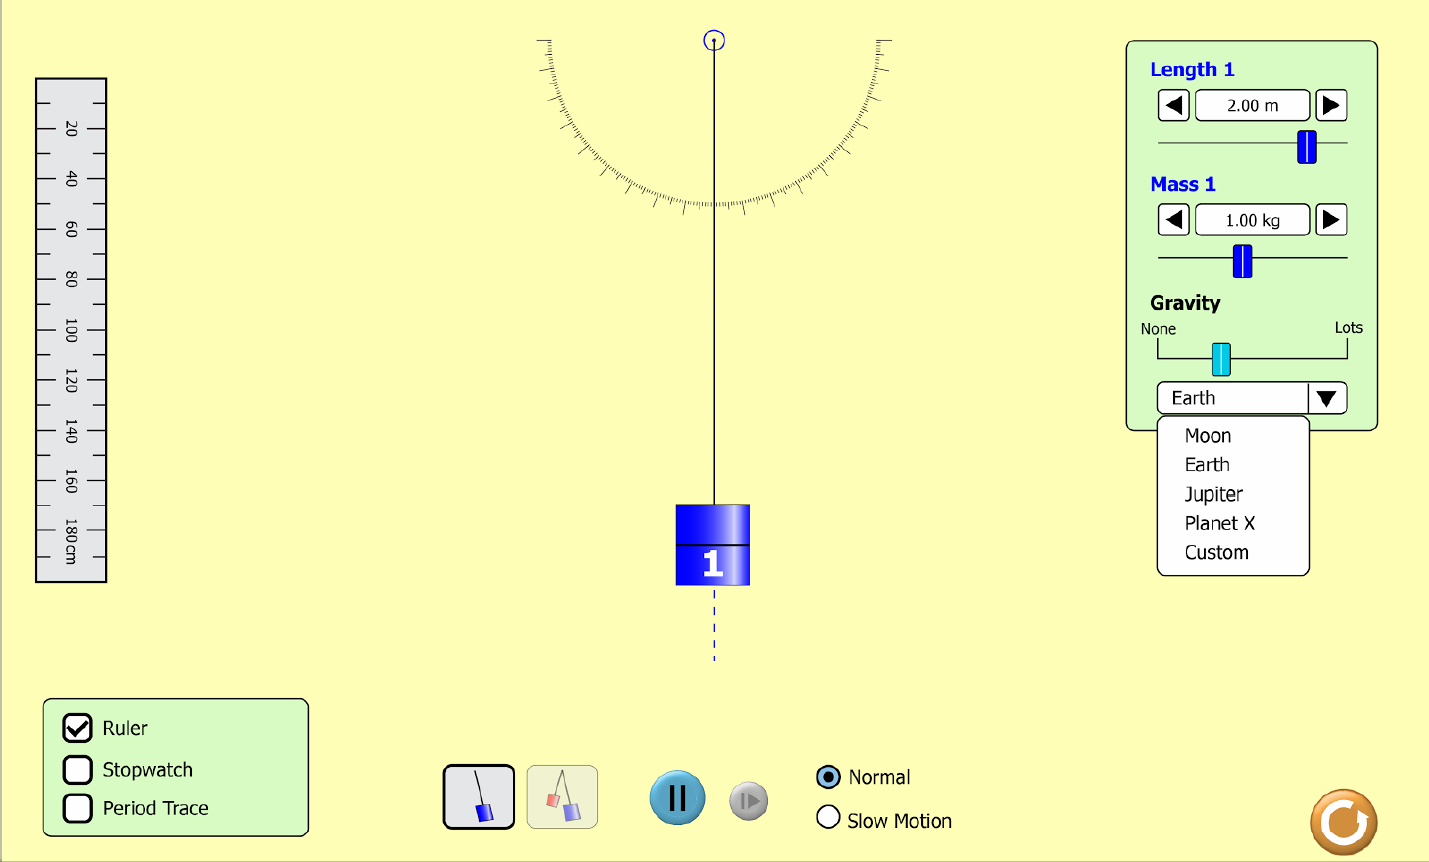 Length 1
2.00 m
Mass 1
1.00 kg
Gravity
None
Lots
Earth
Moon
Earth
Jupiter
Planet X
Custom
20
40
60
80
100
120
140
160
180 cm
1
Ruler
Stopwatch
Period Trace
Normal
Slow Motion